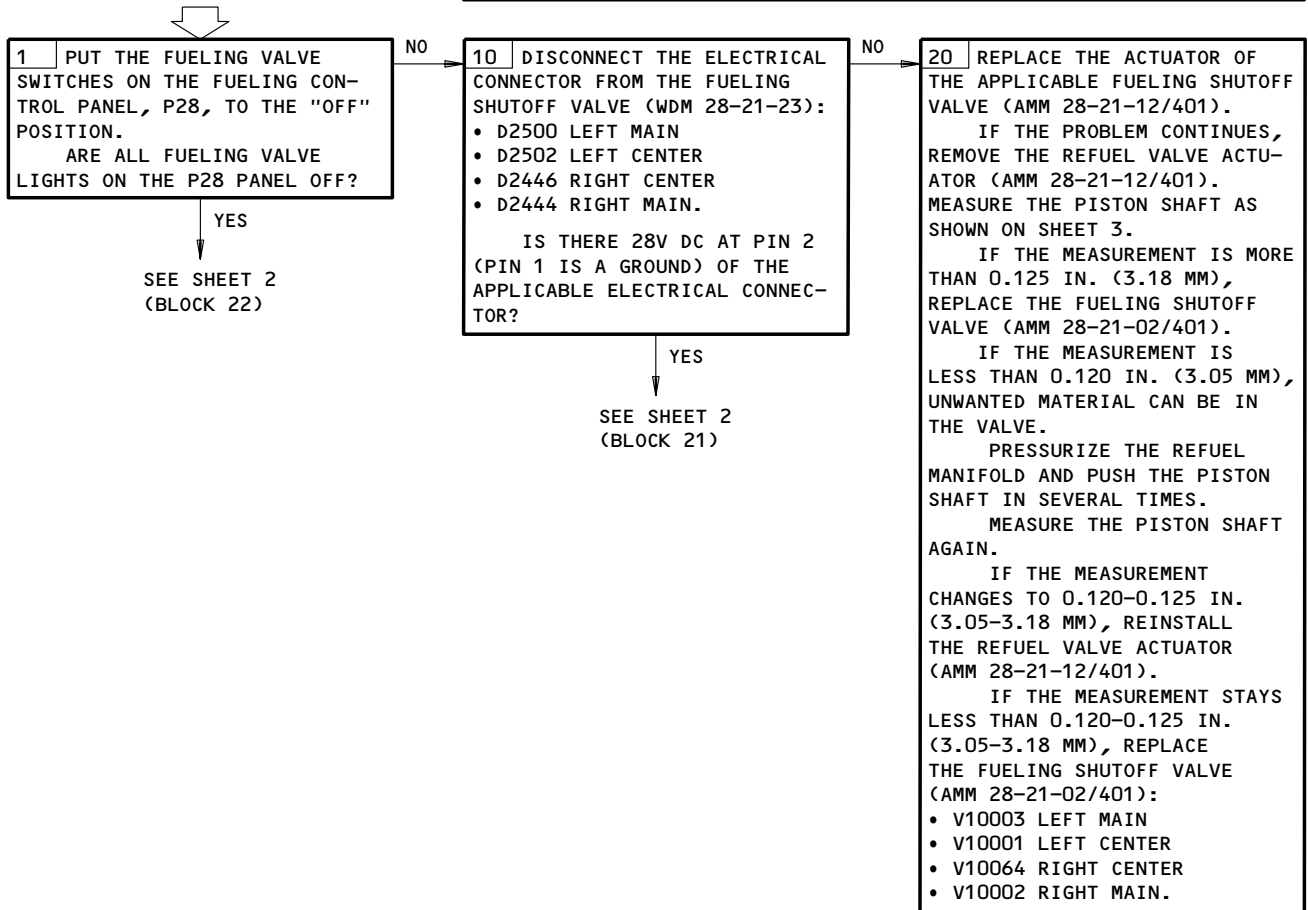 1 PUT THE FUELING VALVE
SWITCHES ON THE FUELING CON-
TROL PANEL, P28, TO THE "OFF"
POSITION.
ARE ALL FUELING VALVE
LIGHTS ON THE P28 PANEL OFF?
NO
YES
SEE SHEET 2
(BLOCK 22)
10 DISCONNECT THE ELECTRICAL
CONNECTOR FROM THE FUELING
SHUTOFF VALVE (WDM 28-21-23):
• D2500 LEFT MAIN
• D2502 LEFT CENTER
• D2446 RIGHT CENTER
• D2444 RIGHT MAIN.
IS THERE 28V DC AT PIN 2
(PIN 1 IS A GROUND) OF THE
APPLICABLE ELECTRICAL CONNEC-
TOR?
NO
YES
SEE SHEET 2
(BLOCK 21)
20 REPLACE THE ACTUATOR OF
THE APPLICABLE FUELING SHUTOFF
VALVE (AMM 28-21-12/401).
IF THE PROBLEM CONTINUES,
REMOVE THE REFUEL VALVE ACTU-
ATOR (AMM 28-21-12/401).
MEASURE THE PISTON SHAFT AS
SHOWN ON SHEET 3.
IF THE MEASUREMENT IS MORE
THAN 0.125 IN. (3.18 MM),
REPLACE THE FUELING SHUTOFF
VALVE (AMM 28-21-02/401).
IF THE MEASUREMENT IS
LESS THAN 0.120 IN. (3.05 MM),
UNWANTED MATERIAL CAN BE IN
THE VALVE.
PRESSURIZE THE REFUEL
MANIFOLD AND PUSH THE PISTON
SHAFT IN SEVERAL TIMES.
MEASURE THE PISTON SHAFT
AGAIN.
IF THE MEASUREMENT
CHANGES TO 0.120-0.125 IN.
(3.05-3.18 MM), REINSTALL
THE REFUEL VALVE ACTUATOR
(AMM 28-21-12/401).
IF THE MEASUREMENT STAYS
LESS THAN 0.120-0.125 IN.
(3.05-3.18 MM), REPLACE
THE FUELING SHUTOFF VALVE
(AMM 28-21-02/401):
• V10003 LEFT MAIN
• V10001 LEFT CENTER
• V10064 RIGHT CENTER
• V10002 RIGHT MAIN.